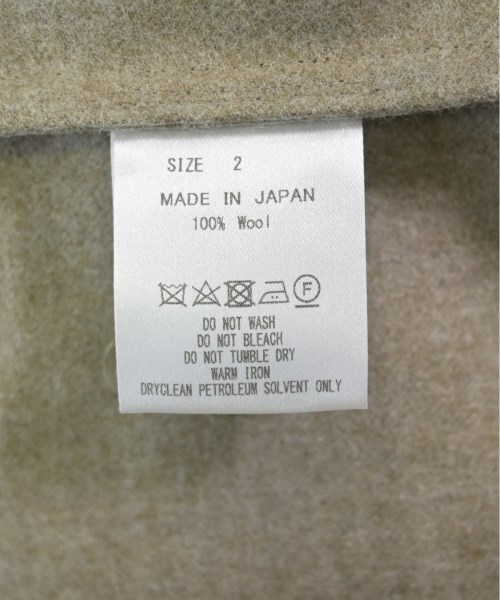 SIZE 2
MADE IN JAPAN
100% Wool
F
DO NOT WASH
DO NOT BLEACH
DO NOT TUMBLE DRY
WARM IRON
DRYCLEAN PETROLEUM SOLVENT ONLY